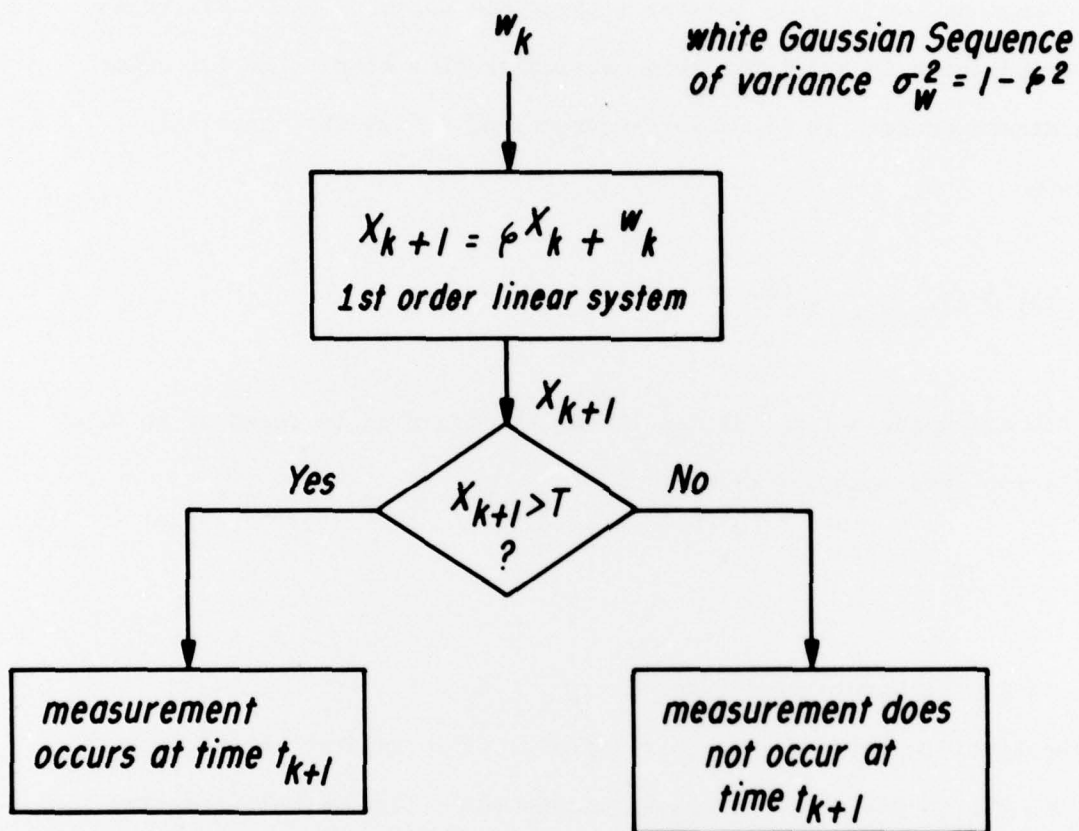 w_k
white Gaussian Sequence
of variance σ_w^2 = 1 - ϕ^2
X_{k+1} = ϕ X_k + w_k
1st order linear system
X_{k+1}
Yes
X_{k+1} > T
?
No
measurement
occurs at time t_{k+1}
measurement does
not occur at
time t_{k+1}